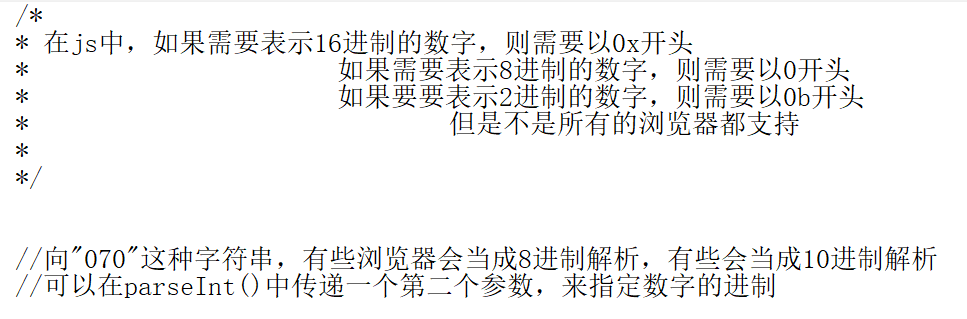 /*
* 在js中，如果需要表示16进制的数字，则需要以0x开头
* 如果需要表示8进制的数字，则需要以0开头
* 如果要要表示2进制的数字，则需要以0b开头
* 但是不是所有的浏览器都支持
*
*/
//向"070"这种字符串，有些浏览器会当成8进制解析，有些会当成10进制解析
//可以在parseInt()中传递一个第二个参数，来指定数字的进制